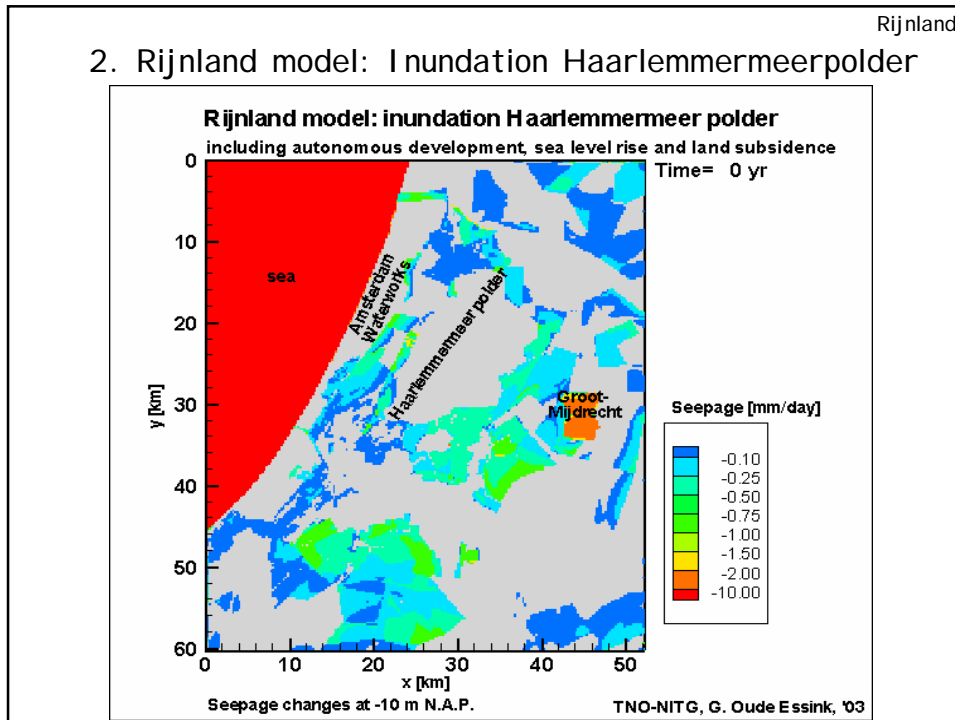 Rijnland
2. Rijnland model: Inundation Haarlemmermeerpolder
Rijnland model: inundation Haarlemmermeer polder
including autonomous development, sea level rise and land subsidence
Time= 0 yr
0
10
20
30
40
50
60
y [km]
sea
Amsterdam
Waterworks
Haarlemmermeerpolder
Groot-
Mijdrecht
Seepage [mm/day]
-0.10
-0.25
-0.50
-0.75
-1.00
-1.50
-2.00
-10.00
0 10 20 30 40 50
x [km]
Seepage changes at -10 m N.A.P.
TNO-NITG, G. Oude Essink, '03